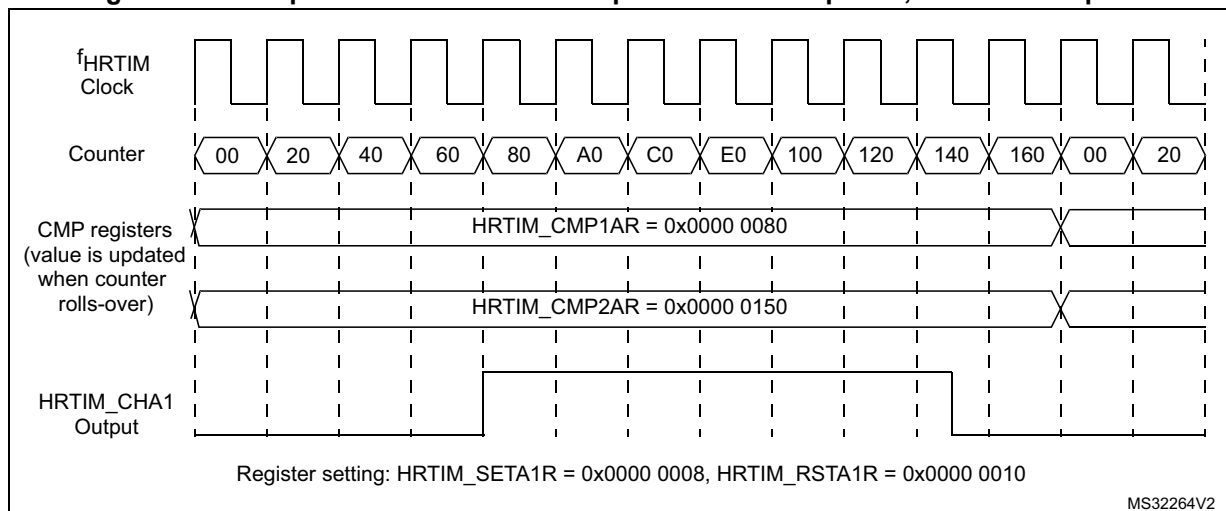 fHRTIM
Clock
Counter
00 20 40 60 80 A0 C0 E0 100 120 140 160 00 20
CMP registers
(value is updated
when counter
rolls-over)
HRTIM_CMP1AR = 0x0000 0080
HRTIM_CMP2AR = 0x0000 0150
HRTIM_CHA1
Output
Register setting: HRTIM_SETA1R = 0x0000 0008, HRTIM_RSTA1R = 0x0000 0010
MS32264V2